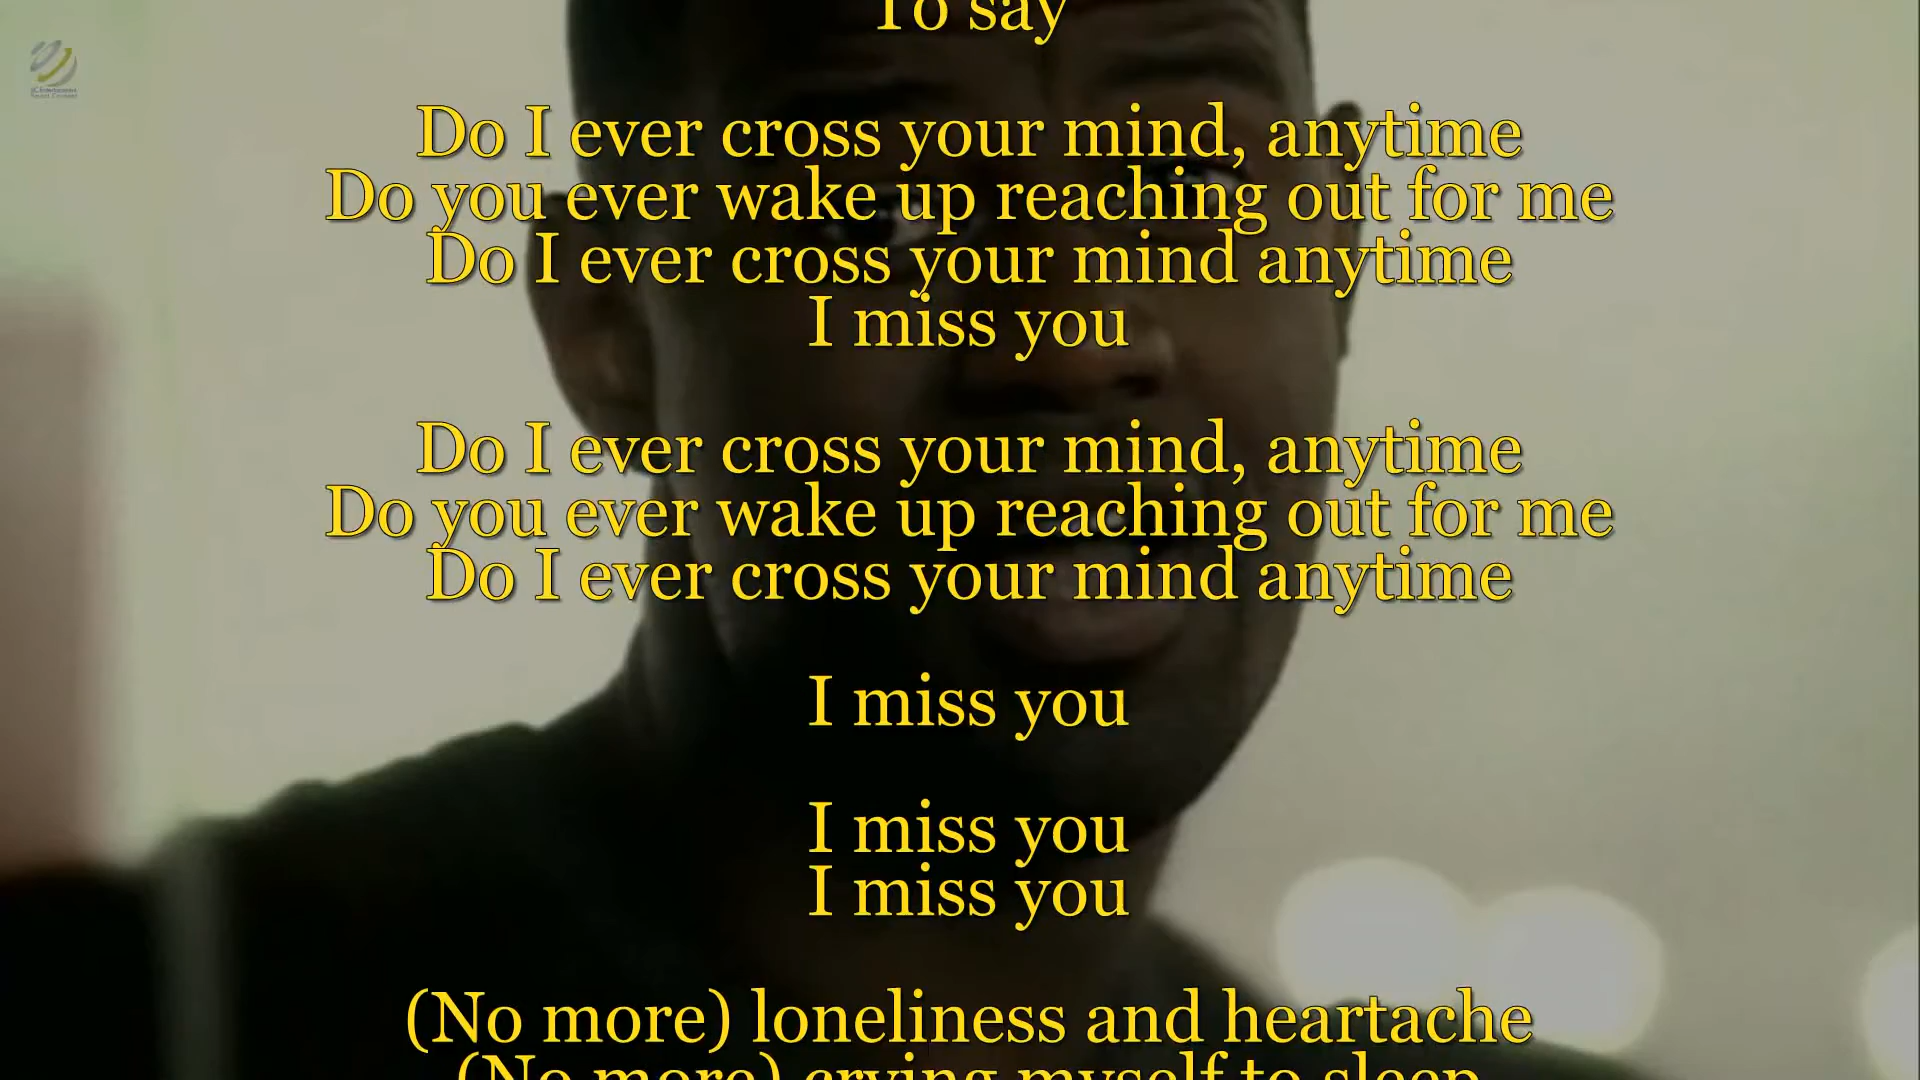 To say
Do I ever cross your mind, anytime
Do you ever wake up reaching out for me
Do I ever cross your mind anytime
I miss you
Do I ever cross your mind, anytime
Do you ever wake up reaching out for me
Do I ever cross your mind anytime
I miss you
I miss you
I miss you
(No more) loneliness and heartache
(No more) crying myself to sleep